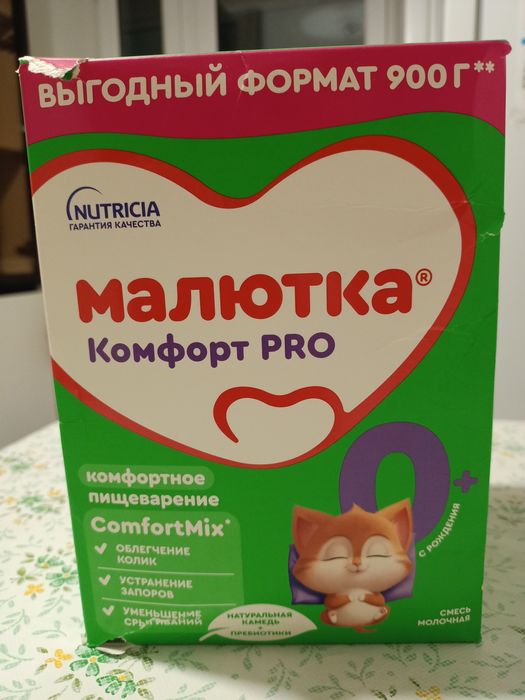 ВЫГОДНЫЙ ФОРМАТ 900 Г**
NUTRICIA
ГАРАНТИЯ КАЧЕСТВА
МАЛЮТКА®
Комфорт PRO
комфортное
пищеварение
ComfortMix*
ОБЛЕГЧЕНИЕ
КОЛИК
УСТРАНЕНИЕ
ЗАПОРОВ
УМЕНЬШЕНИЕ
СРЫГИВАНИЙ
НАТУРАЛЬНАЯ
КАМЕДЬ
+
ПРЕБИОТИКИ
0+
С РОЖДЕНИЯ
СМЕСЬ
МОЛОЧНАЯ